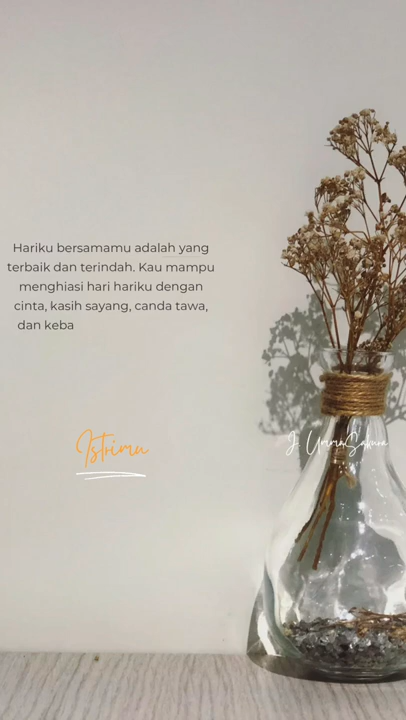 Hariku bersamamu adalah yang
terbaik dan terindah. Kau mampu
menghiasi hari hariku dengan
cinta, kasih sayang, canda tawa,
dan keba
Istrimu